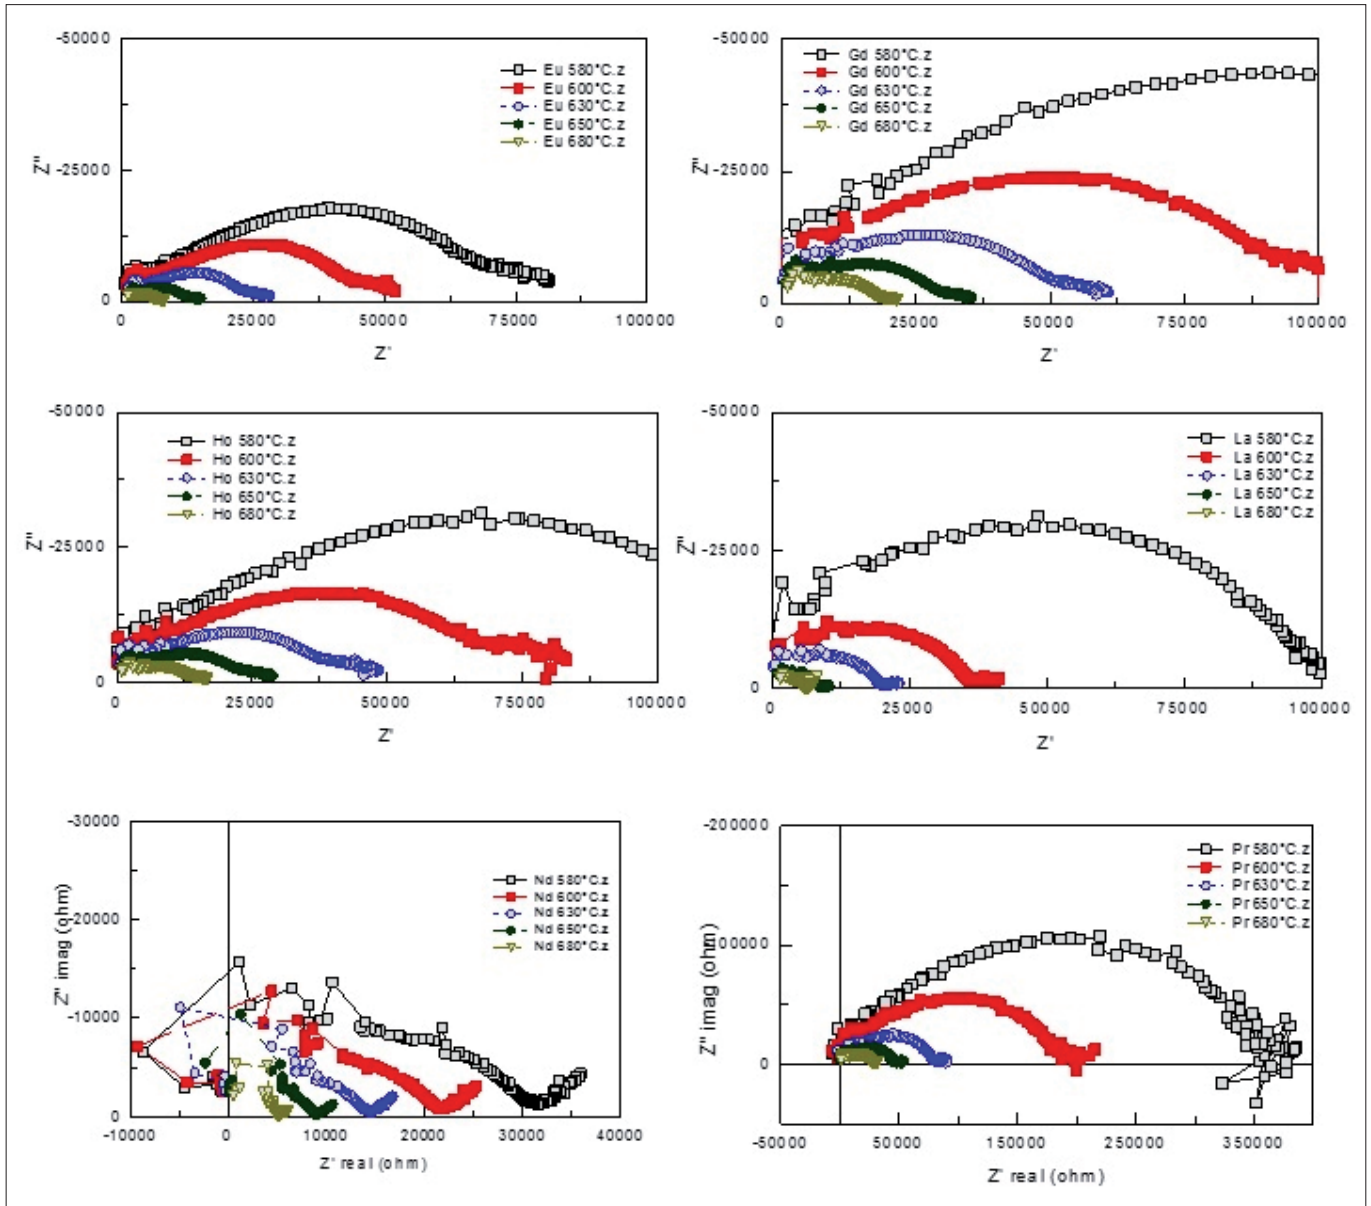 -50000
-25000
0
Z''
Eu 580°C.z
Eu 600°C.z
Eu 630°C.z
Eu 650°C.z
Eu 680°C.z
0 25000 50000 75000 100000
Z'
-50000
-25000
0
Z''
Gd 580°C.z
Gd 600°C.z
Gd 630°C.z
Gd 650°C.z
Gd 680°C.z
0 25000 50000 75000 100000
Z'
-50000
-25000
0
Z''
Ho 580°C.z
Ho 600°C.z
Ho 630°C.z
Ho 650°C.z
Ho 680°C.z
0 25000 50000 75000 100000
Z'
-50000
-25000
0
Z''
La 580°C.z
La 600°C.z
La 630°C.z
La 650°C.z
La 680°C.z
0 25000 50000 75000 100000
Z'
-30000
-20000
-10000
0
Z'' imag (ohm)
Nd 580°C.z
Nd 600°C.z
Nd 630°C.z
Nd 650°C.z
Nd 680°C.z
-10000 0 10000 20000 30000 40000
Z' real (ohm)
-200000
-100000
0
Z'' imag (ohm)
Pr 580°C.z
Pr 600°C.z
Pr 630°C.z
Pr 650°C.z
Pr 680°C.z
-50000 50000 150000 250000 350000
Z' real (ohm)